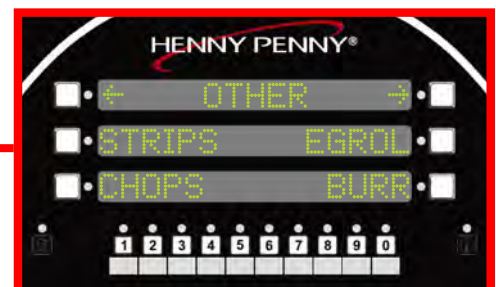 HENNY PENNY®
← OTHER →
STRIPS EGROL
CHOPS BURR
1 2 3 4 5 6 7 8 9 0